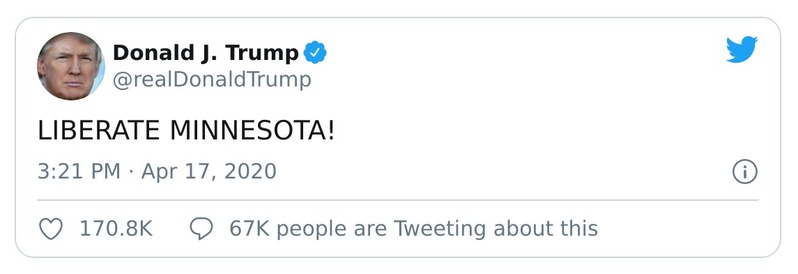 Donald J. Trump
@realDonaldTrump
LIBERATE MINNESOTA!
3:21 PM · Apr 17, 2020
170.8K 67K people are Tweeting about this